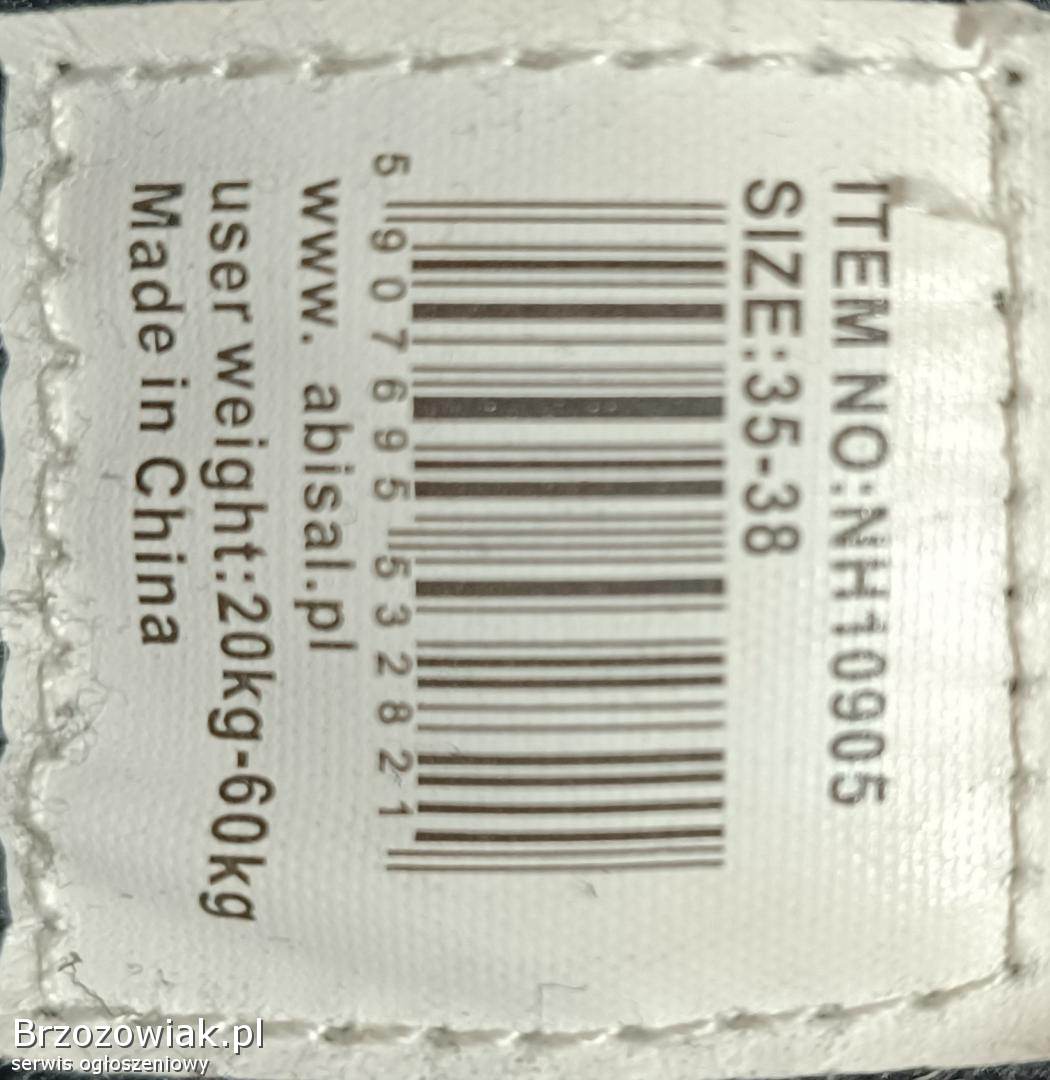 ITEM NO:NH10905
SIZE:35-38
5 907695 532821
www. abisal.pl
user weight:20kg-60kg
Made in China
Brzozowiak.pl
serwis ogłoszeniowy